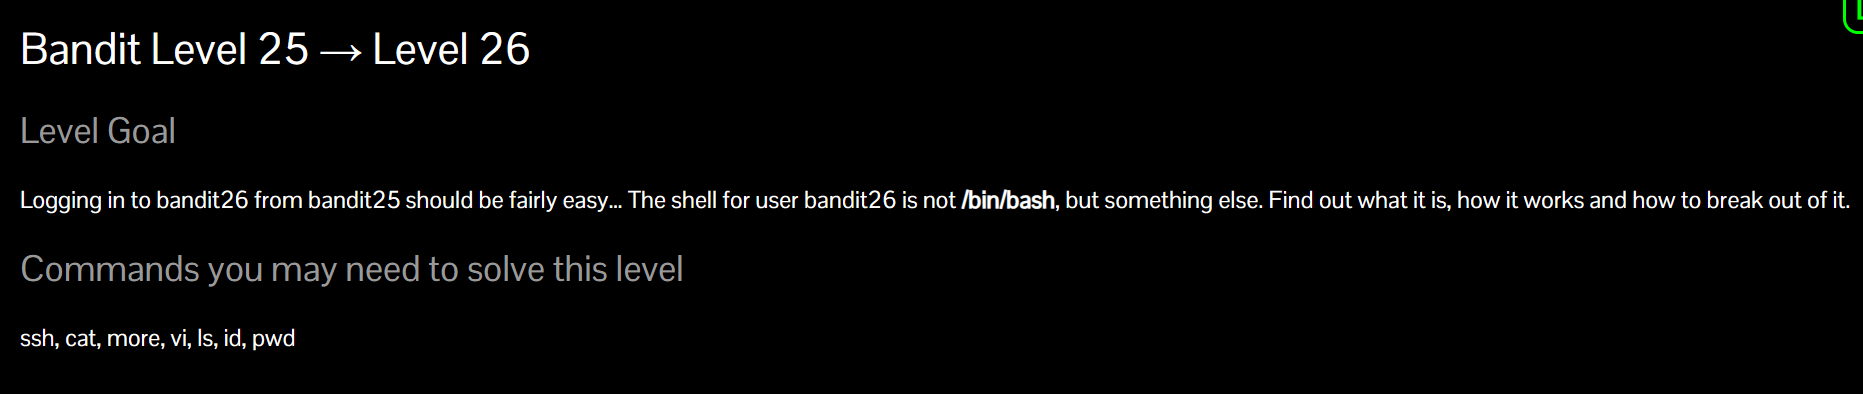 Bandit Level 25 → Level 26
Level Goal
Logging in to bandit26 from bandit25 should be fairly easy... The shell for user bandit26 is not /bin/bash, but something else. Find out what it is, how it works and how to break out of it.
Commands you may need to solve this level
ssh, cat, more, vi, ls, id, pwd